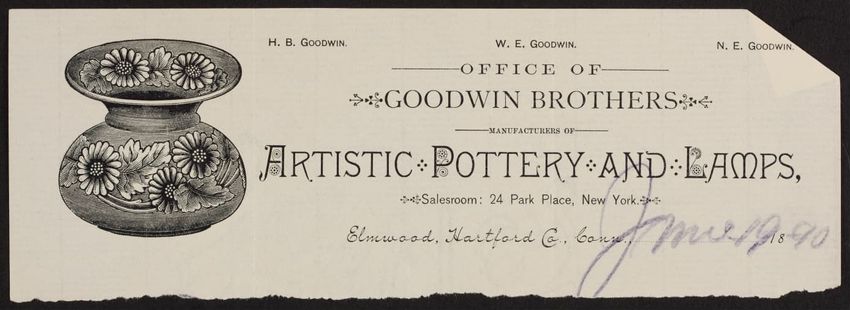 H. B. GOODWIN. W. E. GOODWIN. N. E. GOODWIN.
OFFICE OF
GOODWIN BROTHERS
MANUFACTURERS OF
ARTISTIC POTTERY AND LAMPS,
Salesroom: 24 Park Place, New York.
Elmwood, Hartford Co., Conn., 18 19-90